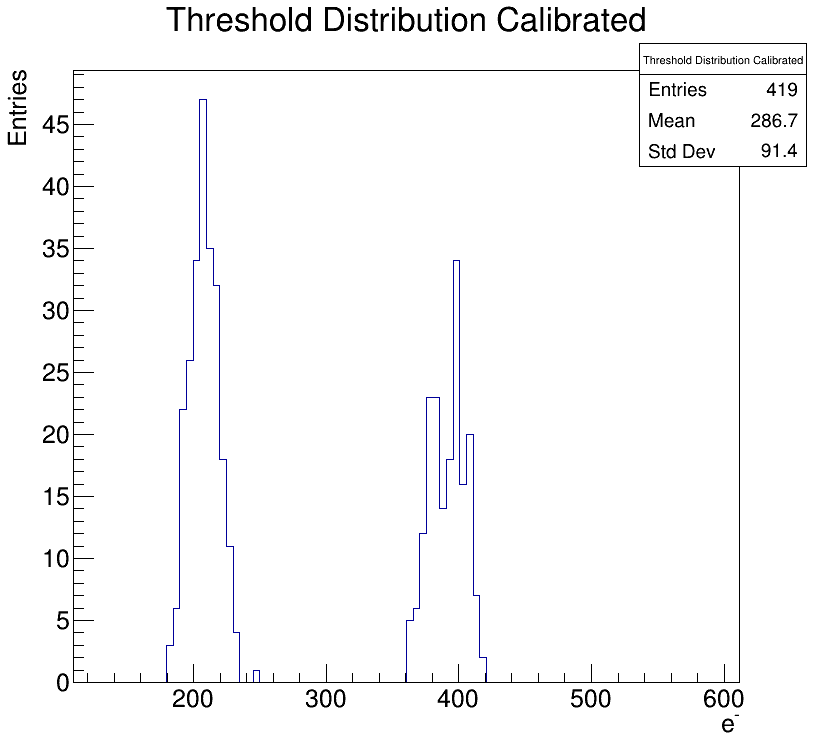 Threshold Distribution Calibrated
Threshold Distribution Calibrated
Entries 419
Mean 286.7
Std Dev 91.4
Entries
45
40
35
30
25
20
15
10
5
0
200 300 400 500 600
e⁻